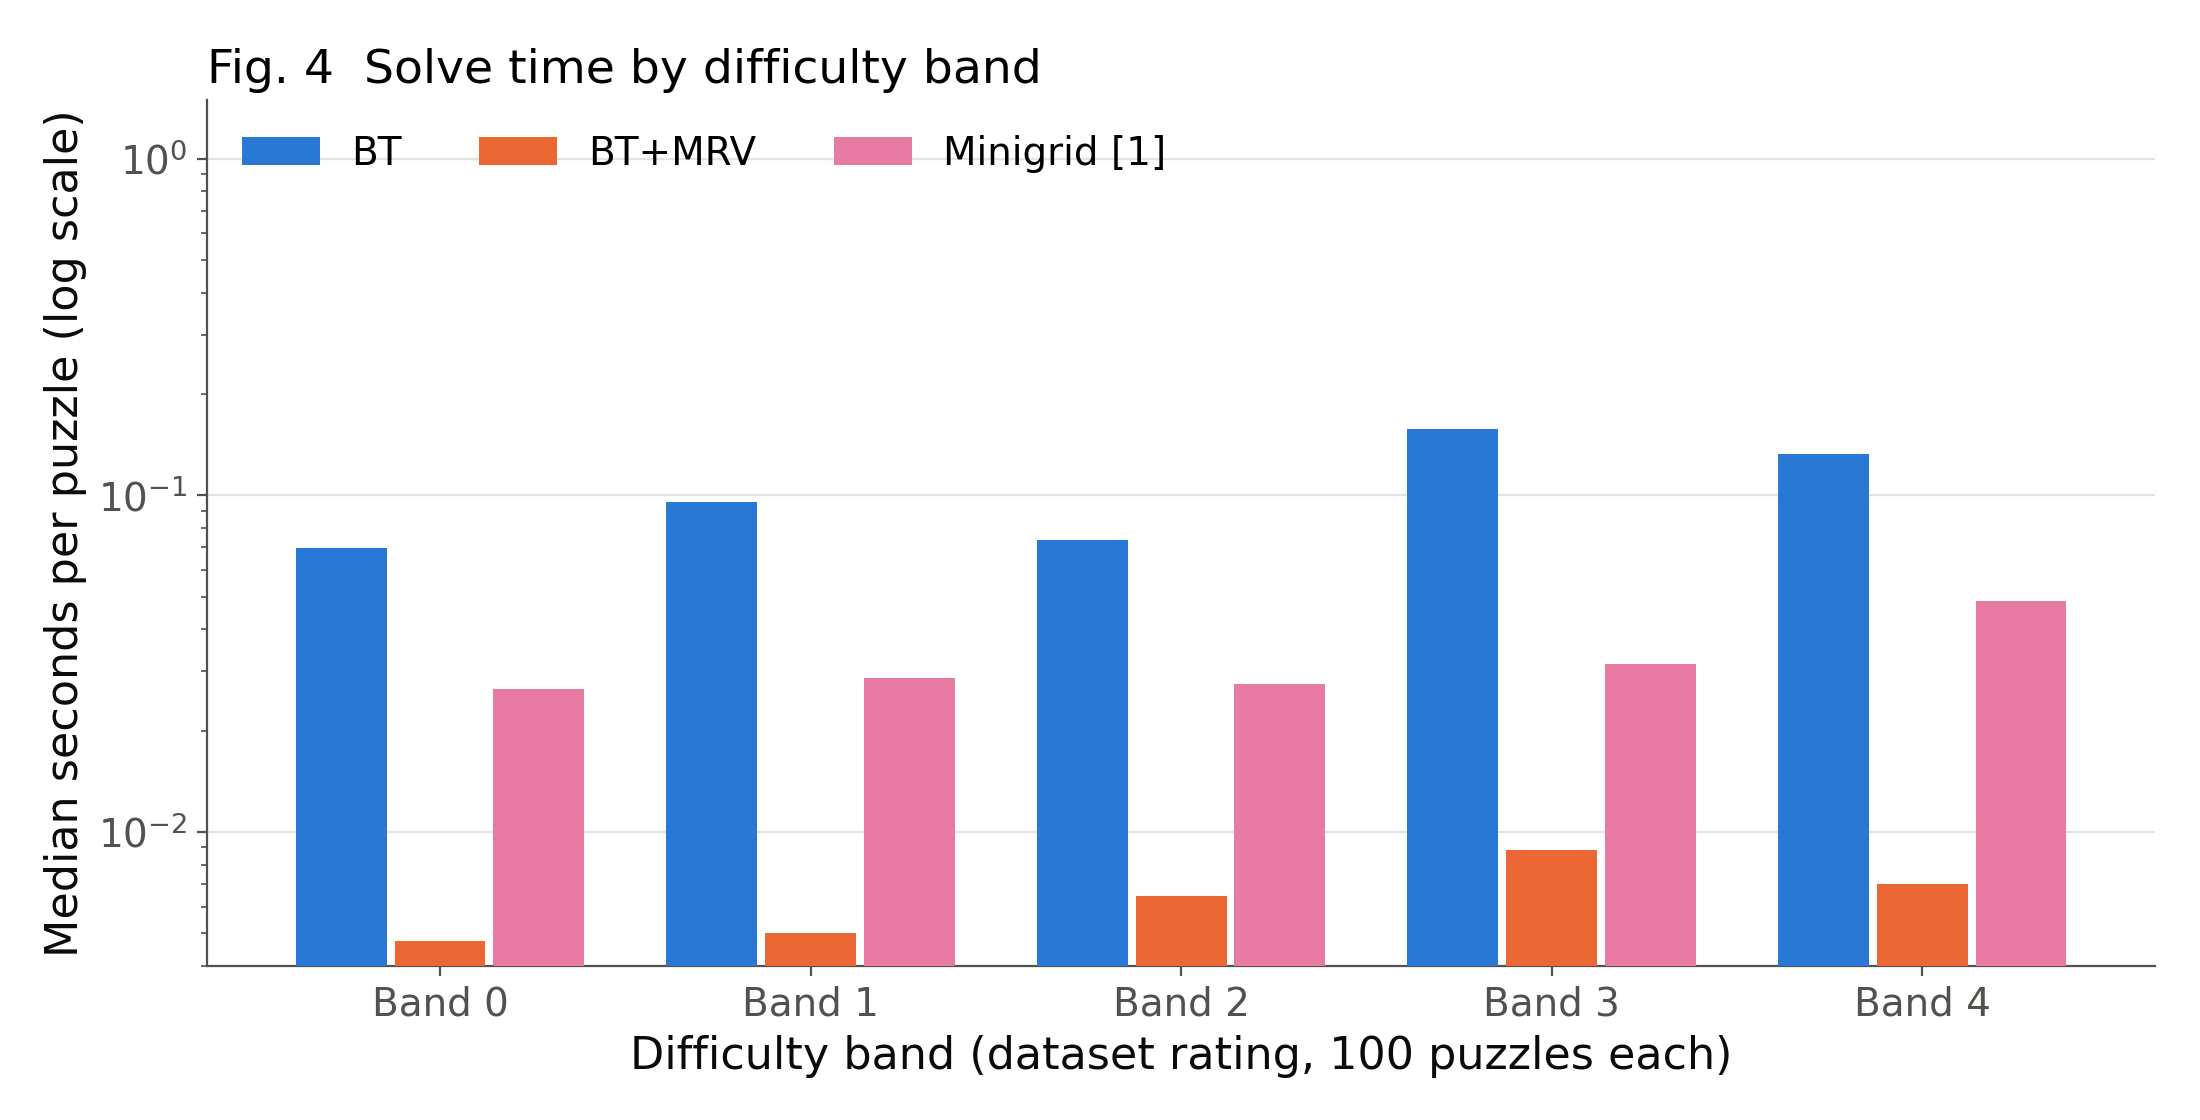 Fig. 4  Solve time by difficulty band
BT
BT+MRV
Minigrid [1]
Median seconds per puzzle (log scale)
10⁰
10⁻¹
10⁻²
Band 0
Band 1
Band 2
Band 3
Band 4
Difficulty band (dataset rating, 100 puzzles each)